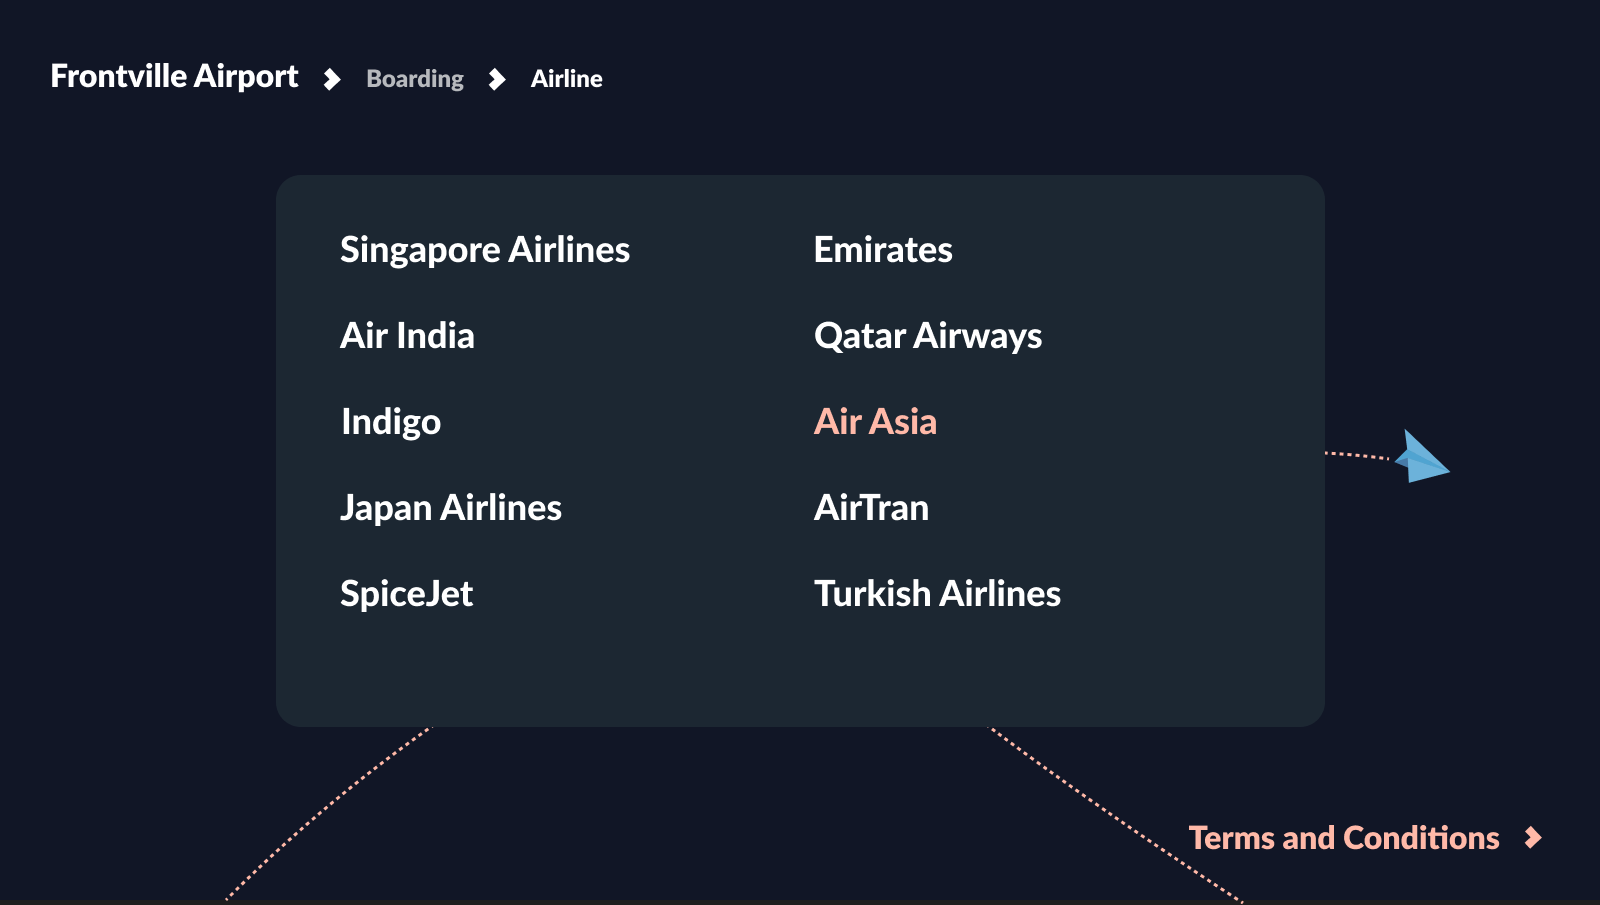 Frontville Airport Boarding Airline
Singapore Airlines
Air India
Indigo
Japan Airlines
SpiceJet
Emirates
Qatar Airways
Air Asia
AirTran
Turkish Airlines
Terms and Conditions